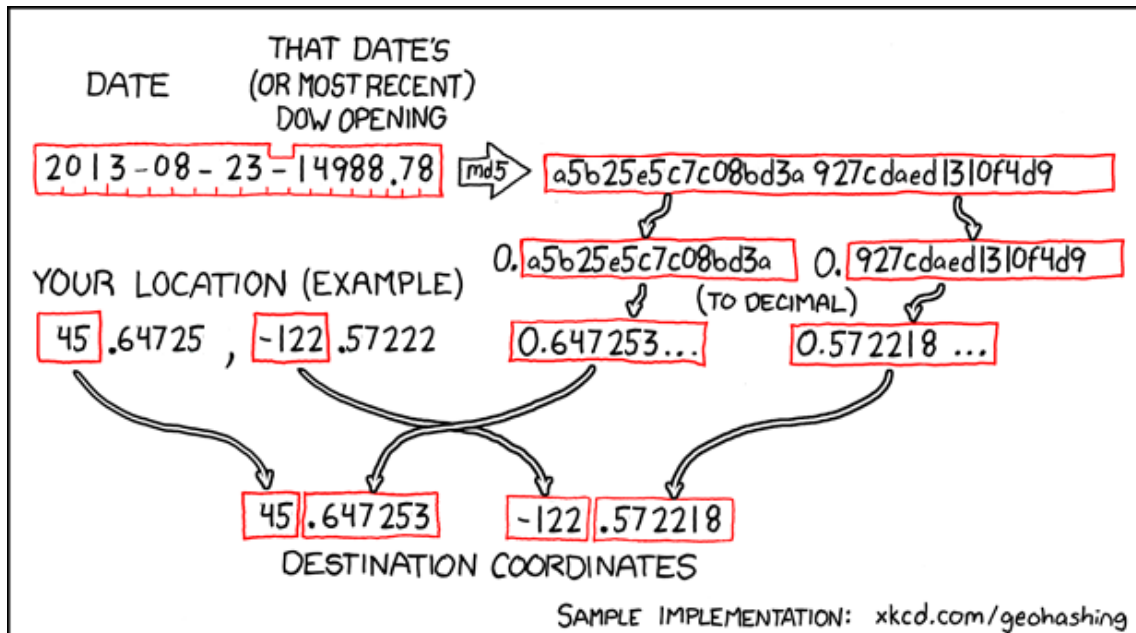 DATE
THAT DATE'S
(OR MOST RECENT)
DOW OPENING
2013-08-23-14988.78
md5
a5b25e5c7c08bd3a 927cdaed1310f4d9
0.a5b25e5c7c08bd3a
0.927cdaed1310f4d9
YOUR LOCATION (EXAMPLE)
(TO DECIMAL)
45.64725, -122.57222
0.647253...
0.572218 ...
45.647253
-122.572218
DESTINATION COORDINATES
SAMPLE IMPLEMENTATION: xkcd.com/geohashing